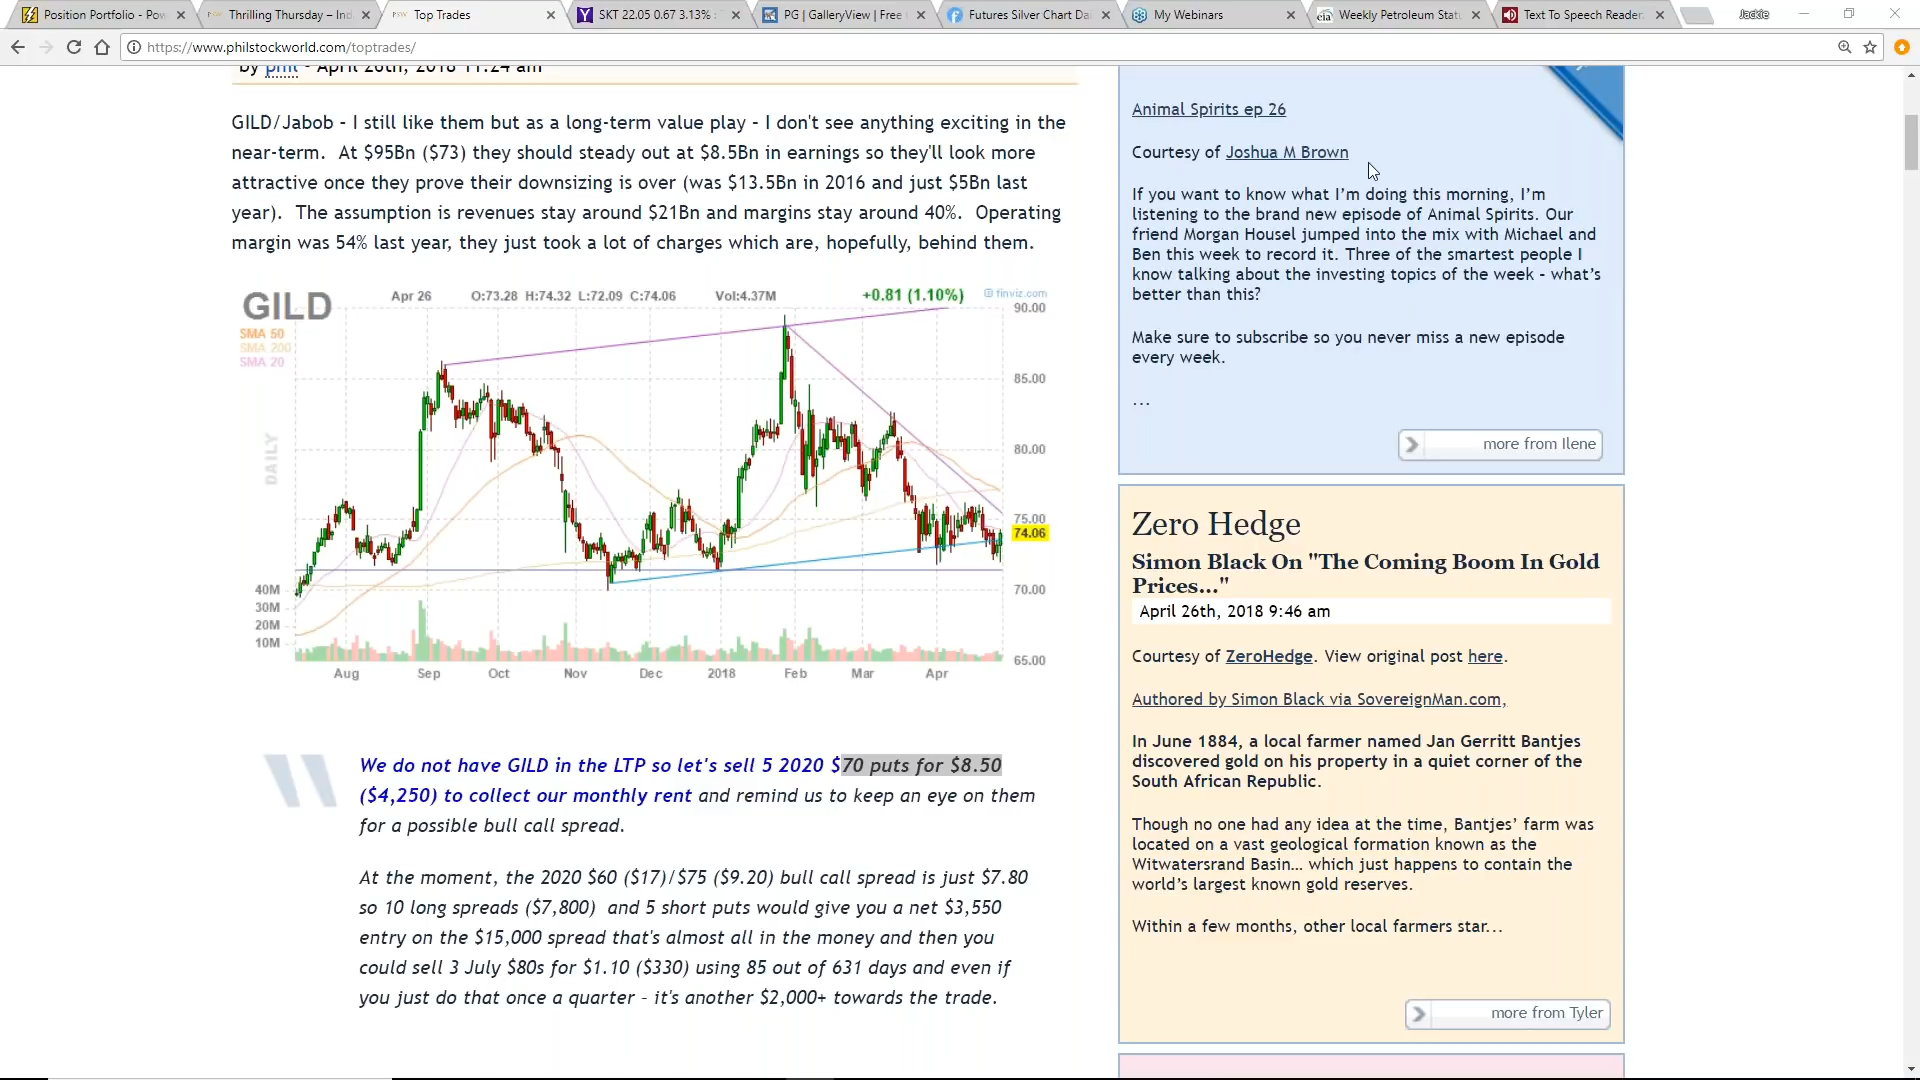 Position Portfolio - Pow
Thrilling Thursday – Ind
Top Trades
SKT 22.05 0.67 3.13% :
PG | GalleryView | Free
Futures Silver Chart Da
My Webinars
eia Weekly Petroleum Stat
Text To Speech Reader
Jackie
https://www.philstockworld.com/toptrades/
by phil - April 26th, 2018 11:24 am
GILD/Jabob - I still like them but as a long-term value play - I don't see anything exciting in the
near-term. At $95Bn ($73) they should steady out at $8.5Bn in earnings so they'll look more
attractive once they prove their downsizing is over (was $13.5Bn in 2016 and just $5Bn last
year). The assumption is revenues stay around $21Bn and margins stay around 40%. Operating
margin was 54% last year, they just took a lot of charges which are, hopefully, behind them.
GILD
Apr 26 O:73.28 H:74.32 L:72.09 C:74.06 Vol:4.37M +0.81 (1.10%) © finviz.com
SMA 50
SMA 200
SMA 20
DAILY
90.00
85.00
80.00
75.00
74.06
70.00
65.00
40M
30M
20M
10M
Aug Sep Oct Nov Dec 2018 Feb Mar Apr
We do not have GILD in the LTP so let's sell 5 2020 $70 puts for $8.50
($4,250) to collect our monthly rent and remind us to keep an eye on them
for a possible bull call spread.
At the moment, the 2020 $60 ($17)/$75 ($9.20) bull call spread is just $7.80
so 10 long spreads ($7,800) and 5 short puts would give you a net $3,550
entry on the $15,000 spread that's almost all in the money and then you
could sell 3 July $80s for $1.10 ($330) using 85 out of 631 days and even if
you just do that once a quarter - it's another $2,000+ towards the trade.
Animal Spirits ep 26
Courtesy of Joshua M Brown
If you want to know what I’m doing this morning, I’m
listening to the brand new episode of Animal Spirits. Our
friend Morgan Housel jumped into the mix with Michael and
Ben this week to record it. Three of the smartest people I
know talking about the investing topics of the week - what’s
better than this?
Make sure to subscribe so you never miss a new episode
every week.
...
more from Ilene
Zero Hedge
Simon Black On "The Coming Boom In Gold
Prices..."
April 26th, 2018 9:46 am
Courtesy of ZeroHedge. View original post here.
Authored by Simon Black via SovereignMan.com,
In June 1884, a local farmer named Jan Gerritt Bantjes
discovered gold on his property in a quiet corner of the
South African Republic.
Though no one had any idea at the time, Bantjes’ farm was
located on a vast geological formation known as the
Witwatersrand Basin… which just happens to contain the
world’s largest known gold reserves.
Within a few months, other local farmers star...
more from Tyler